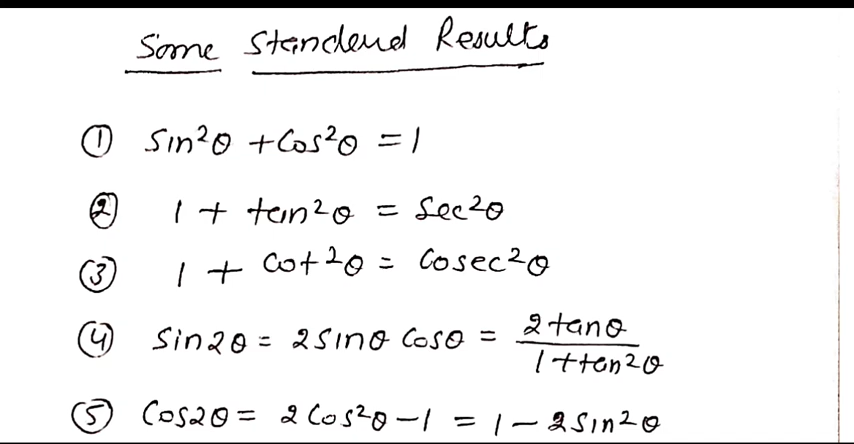 Some Standerd Results
① sin²θ + cos²θ = 1
② 1 + tan²θ = sec²θ
③ 1 + cot²θ = cosec²θ
④ sin2θ = 2sinθ cosθ = 2tanθ / 1+tan²θ
⑤ cos2θ = 2cos²θ-1 = 1-2sin²θ